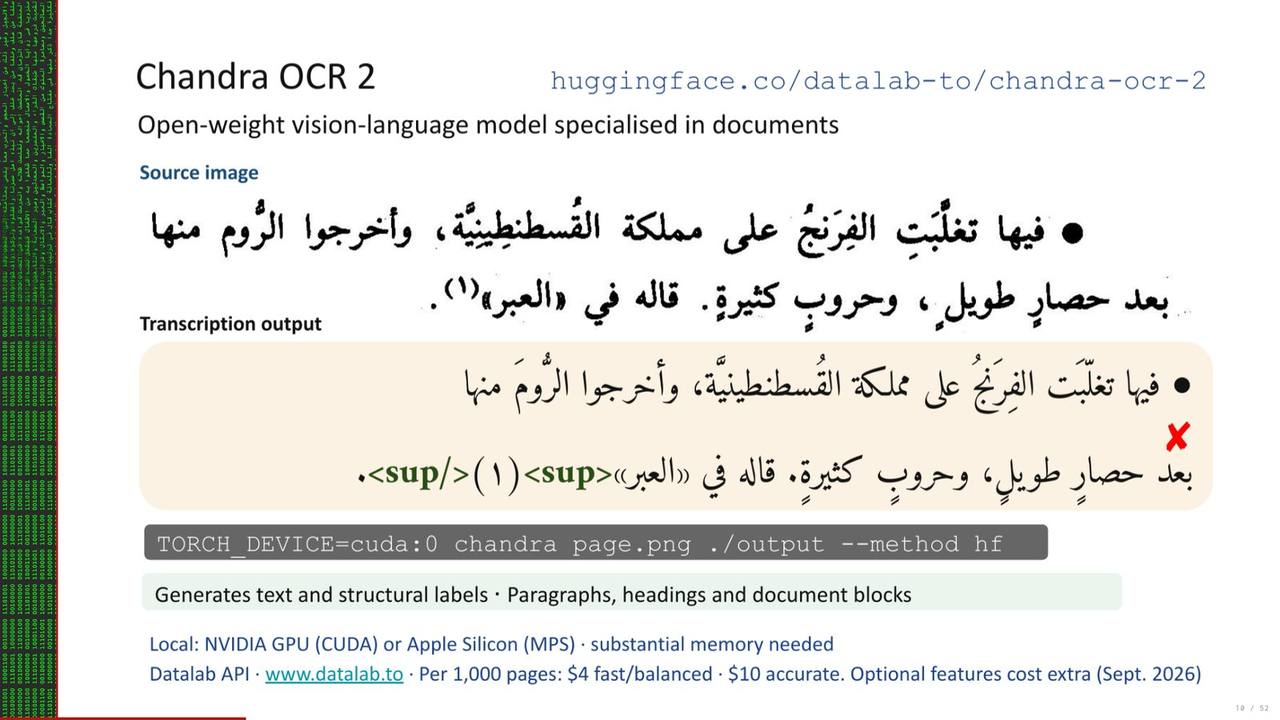 Chandra OCR 2
huggingface.co/datalab-to/chandra-ocr-2
Open-weight vision-language model specialised in documents
Source image
● فيها تغلَّبَتِ الفِرَنجُ على مملكة القُسطنطِينِيَّة، وأخرجوا الرُّوم منها
بعد حصارٍ طويلٍ، وحروبٍ كثيرةٍ. قاله في «العبر»(١).
Transcription output
● فيها تغلّبَت الفِرَنجُ على مملكة القُسطنطينيَّة، وأخرجوا الرُّومَ منها
✘
بعد حصارٍ طويلٍ، وحروبٍ كثيرةٍ. قاله في «العبر»<sup>(١)</sup>.
TORCH_DEVICE=cuda:0 chandra page.png ./output --method hf
Generates text and structural labels · Paragraphs, headings and document blocks
Local: NVIDIA GPU (CUDA) or Apple Silicon (MPS) · substantial memory needed
Datalab API · www.datalab.to · Per 1,000 pages: $4 fast/balanced · $10 accurate. Optional features cost extra (Sept. 2026)
10 / 52